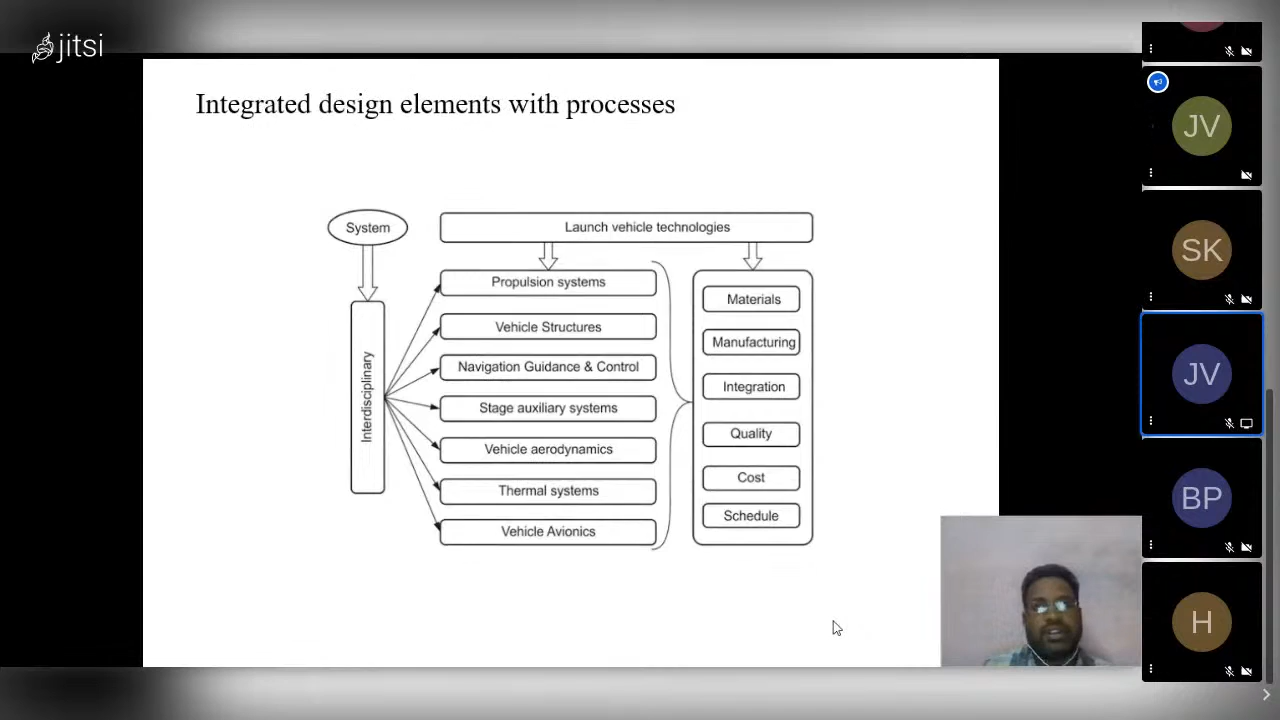 jitsi
Integrated design elements with processes
System
Launch vehicle technologies
Interdisciplinary
Propulsion systems
Vehicle Structures
Navigation Guidance & Control
Stage auxiliary systems
Vehicle aerodynamics
Thermal systems
Vehicle Avionics
Materials
Manufacturing
Integration
Quality
Cost
Schedule
JV
SK
JV
BP
H